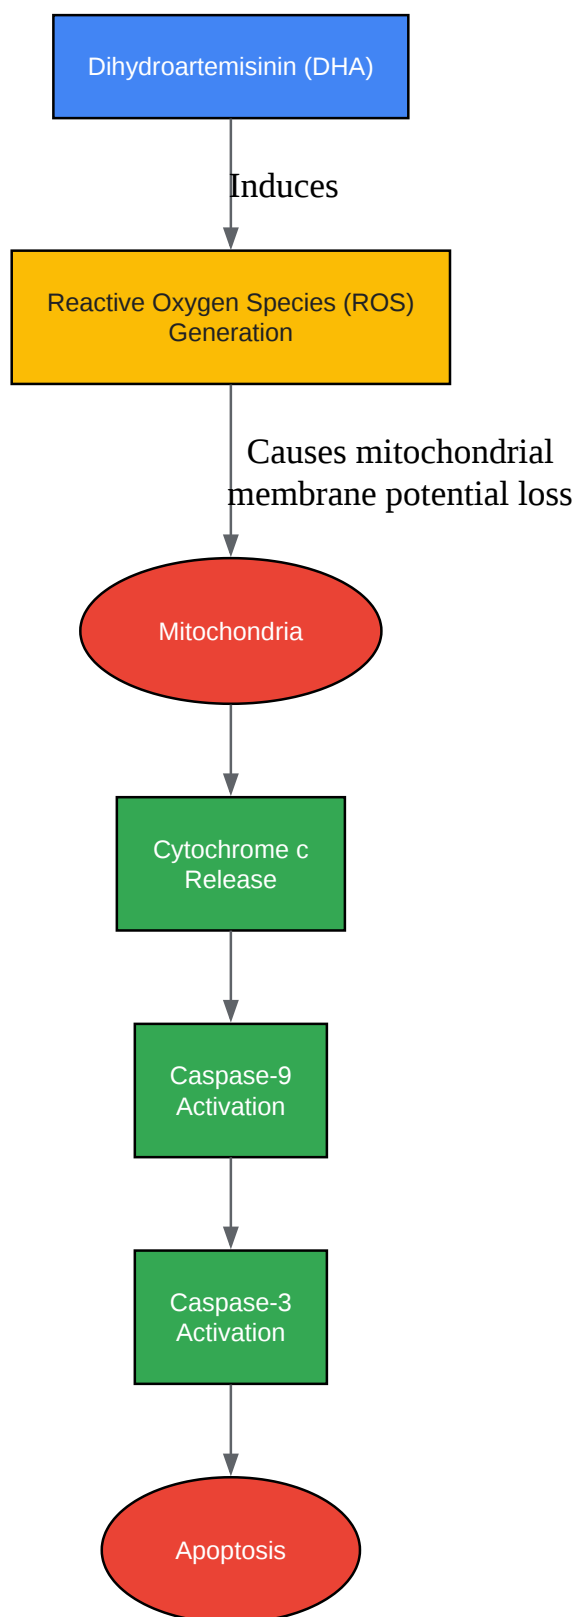 Dihydroartemisinin (DHA)
Induces
Reactive Oxygen Species (ROS)
Generation
Causes mitochondrial
membrane potential loss
Mitochondria
Cytochrome c
Release
Caspase-9
Activation
Caspase-3
Activation
Apoptosis